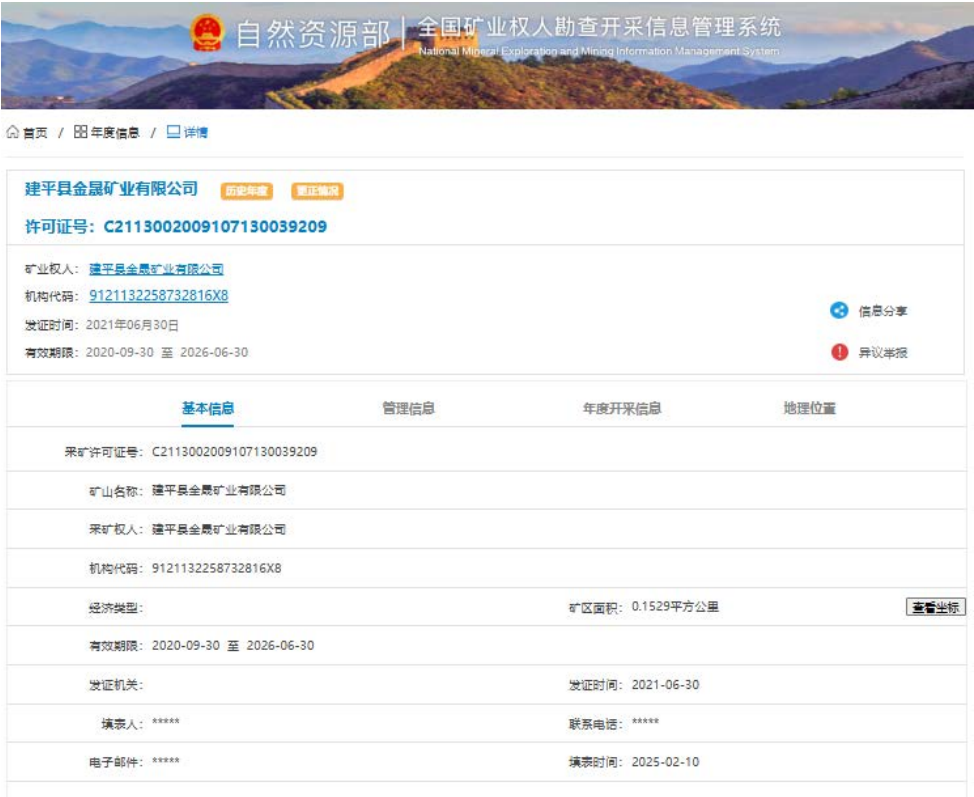 自然资源部 全国矿业权人勘查开采信息管理系统
National Mineral Exploration and Mining Information Management System
首页 / 年度信息 / 详情
建平县金晟矿业有限公司 历史年度 更正情况
许可证号：C2113002009107130039209
矿业权人：建平县金晟矿业有限公司
机构代码：9121132258732816X8
发证时间：2021年06月30日
信息分享
有效期限：2020-09-30 至 2026-06-30
异议举报
基本信息 管理信息 年度开采信息 地理位置
采矿许可证号：C2113002009107130039209
矿山名称：建平县金晟矿业有限公司
采矿权人：建平县金晟矿业有限公司
机构代码：9121132258732816X8
经济类型： 矿区面积：0.1529平方公里 查看坐标
有效期限：2020-09-30 至 2026-06-30
发证机关： 发证时间：2021-06-30
填表人：***** 联系电话：*****
电子邮件：***** 填表时间：2025-02-10